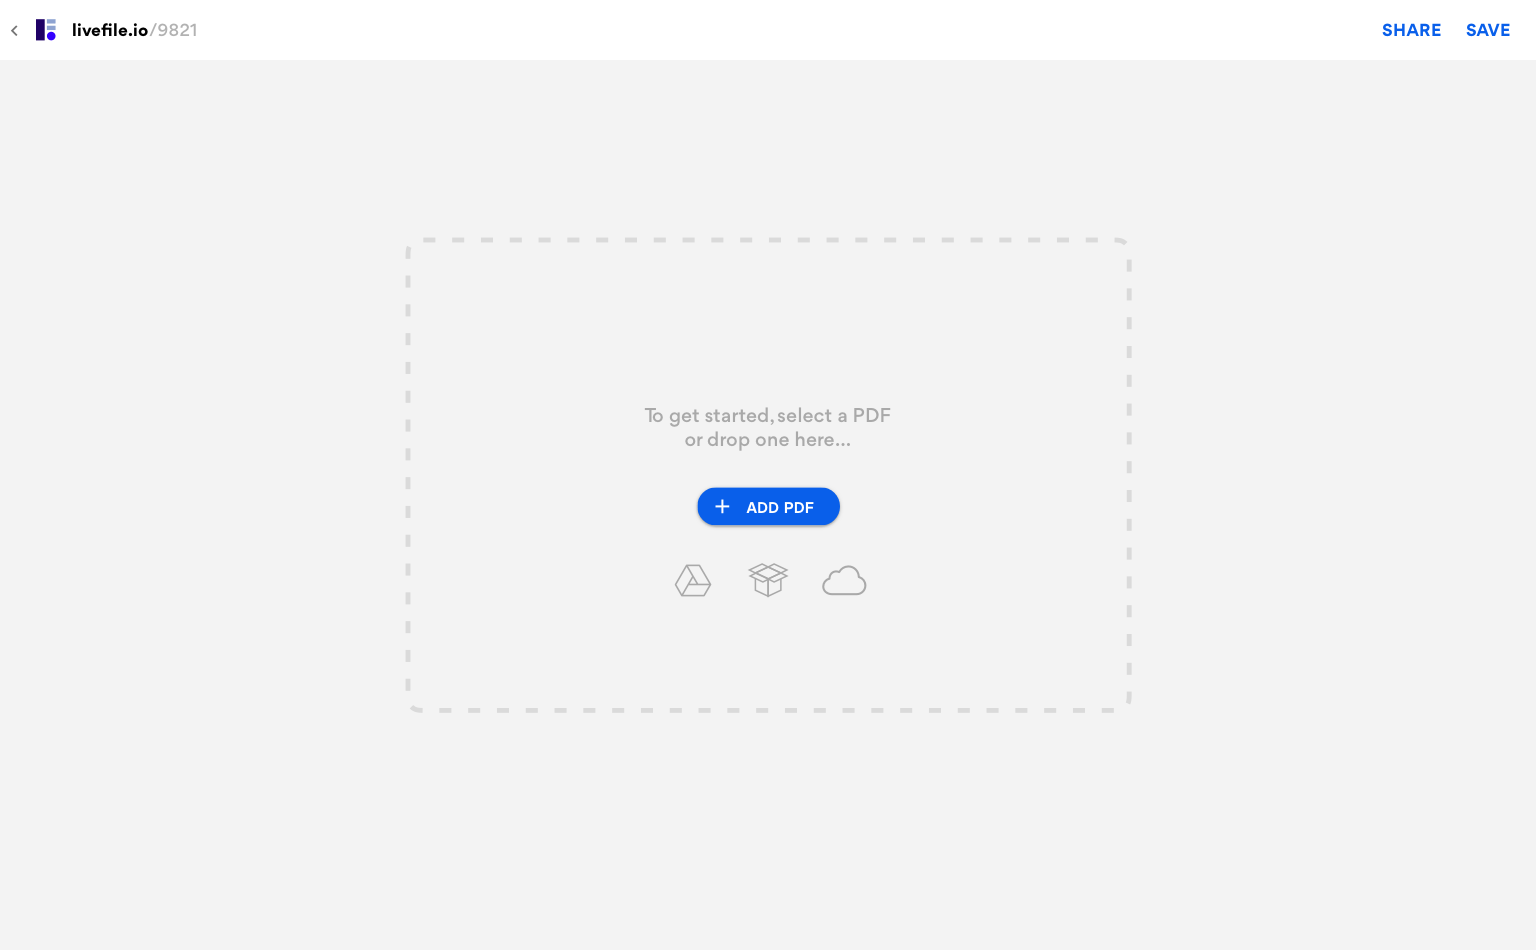 livefile.io/9821
SHARE
SAVE
To get started, select a PDF
or drop one here...
ADD PDF